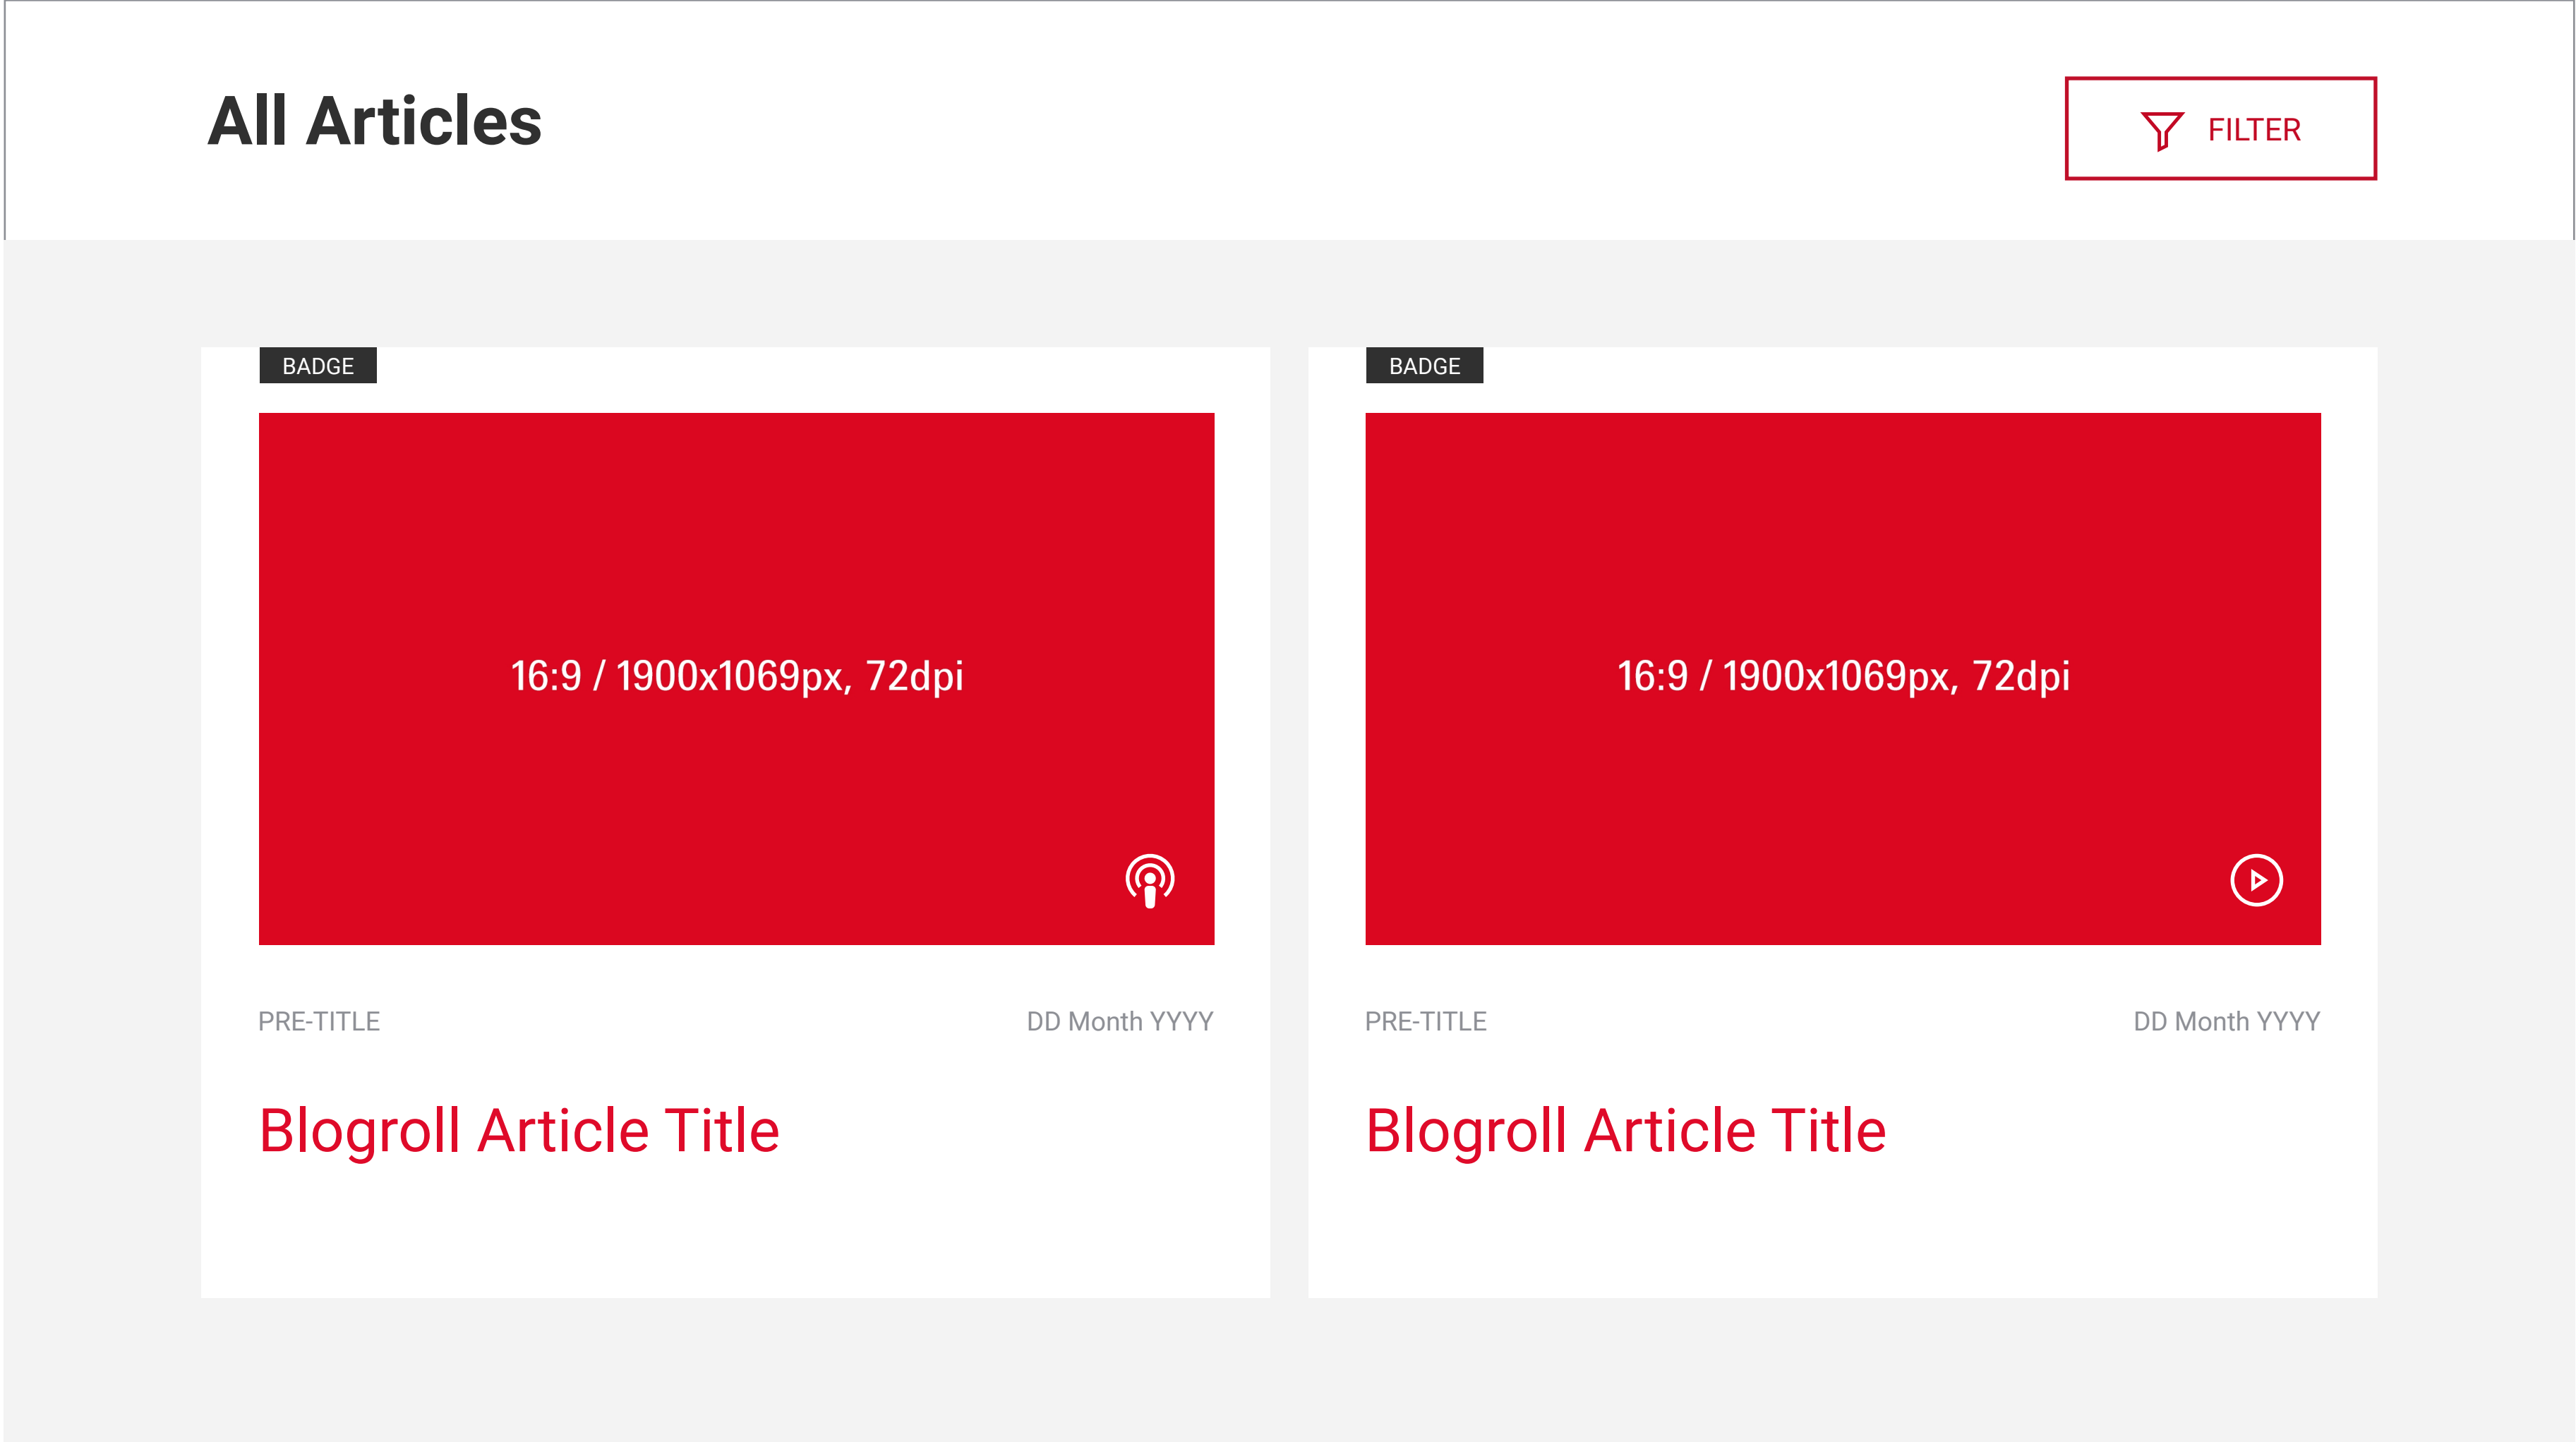 All Articles
FILTER
BADGE
16:9 / 1900x1069px, 72dpi
PRE-TITLE
DD Month YYYY
Blogroll Article Title
BADGE
16:9 / 1900x1069px, 72dpi
PRE-TITLE
DD Month YYYY
Blogroll Article Title